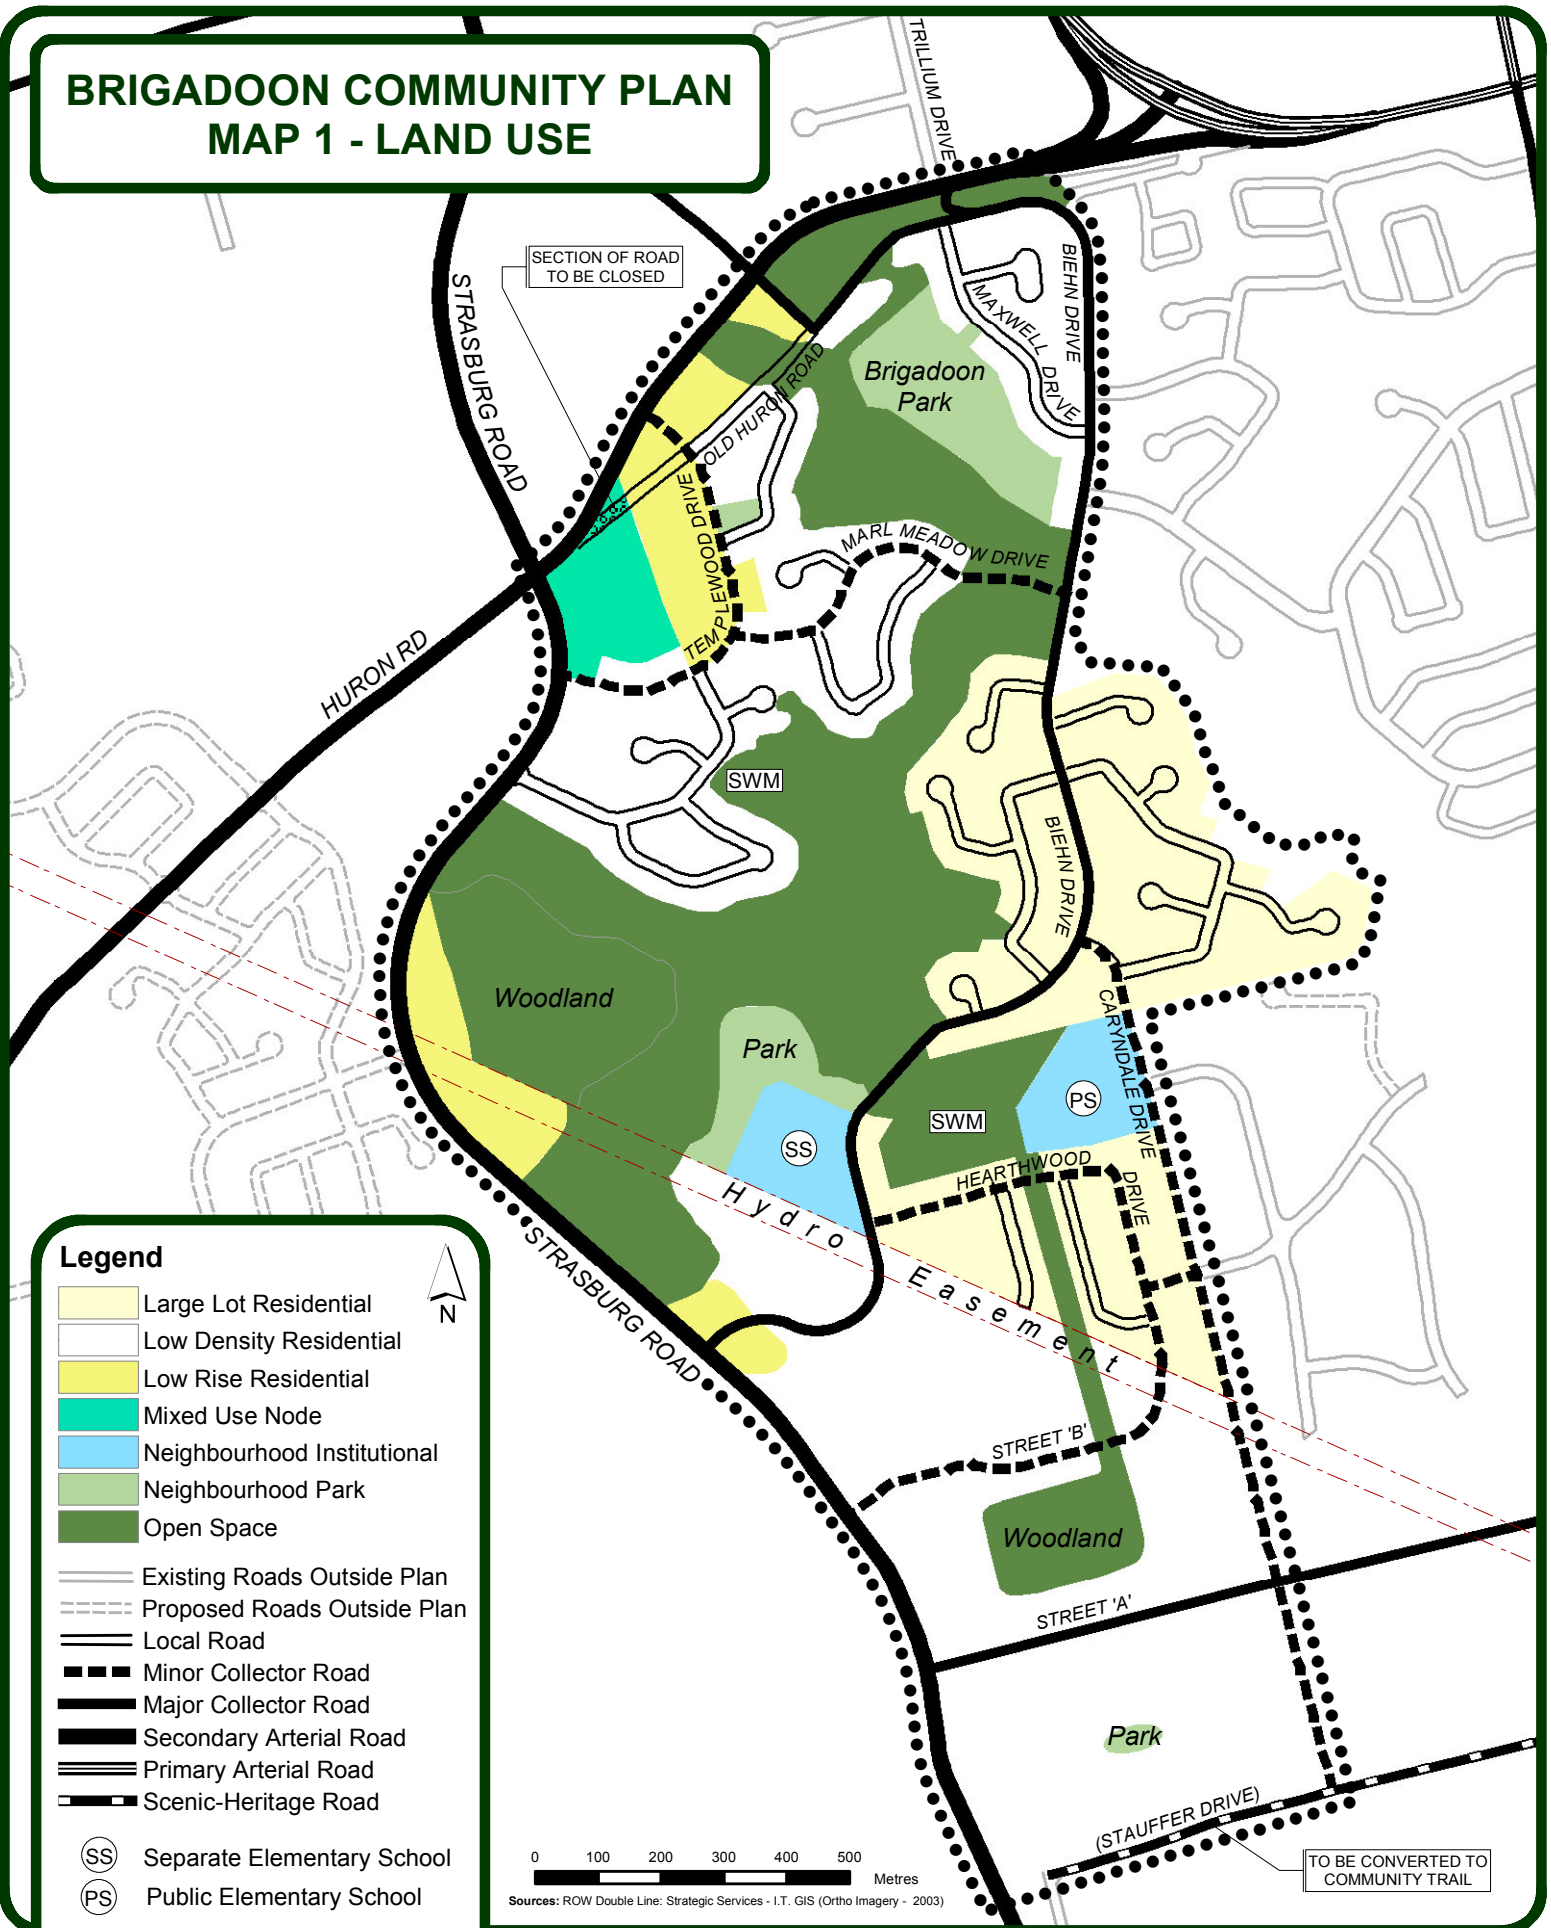 BRIGADOON COMMUNITY PLAN
MAP 1 - LAND USE
TRILLIUM DRIVE
SECTION OF ROAD
TO BE CLOSED
STRASBURG ROAD
BIEHN DRIVE
MAXWELL DRIVE
Brigadoon
Park
OLD HURON ROAD
TEMPLEWOOD DRIVE
MARL MEADOW DRIVE
HURON RD
SWM
BIEHN DRIVE
Woodland
Park
CARYNDALE DRIVE
PS
SWM
SS
HEARTHWOOD
DRIVE
Hydro Easement
STRASBURG ROAD
STREET 'B'
Woodland
STREET 'A'
Park
(STAUFFER DRIVE)
TO BE CONVERTED TO
COMMUNITY TRAIL
Legend
N
Large Lot Residential
Low Density Residential
Low Rise Residential
Mixed Use Node
Neighbourhood Institutional
Neighbourhood Park
Open Space
Existing Roads Outside Plan
Proposed Roads Outside Plan
Local Road
Minor Collector Road
Major Collector Road
Secondary Arterial Road
Primary Arterial Road
Scenic-Heritage Road
SS Separate Elementary School
PS Public Elementary School
0 100 200 300 400 500
Metres
Sources: ROW Double Line: Strategic Services - I.T. GIS (Ortho Imagery - 2003)